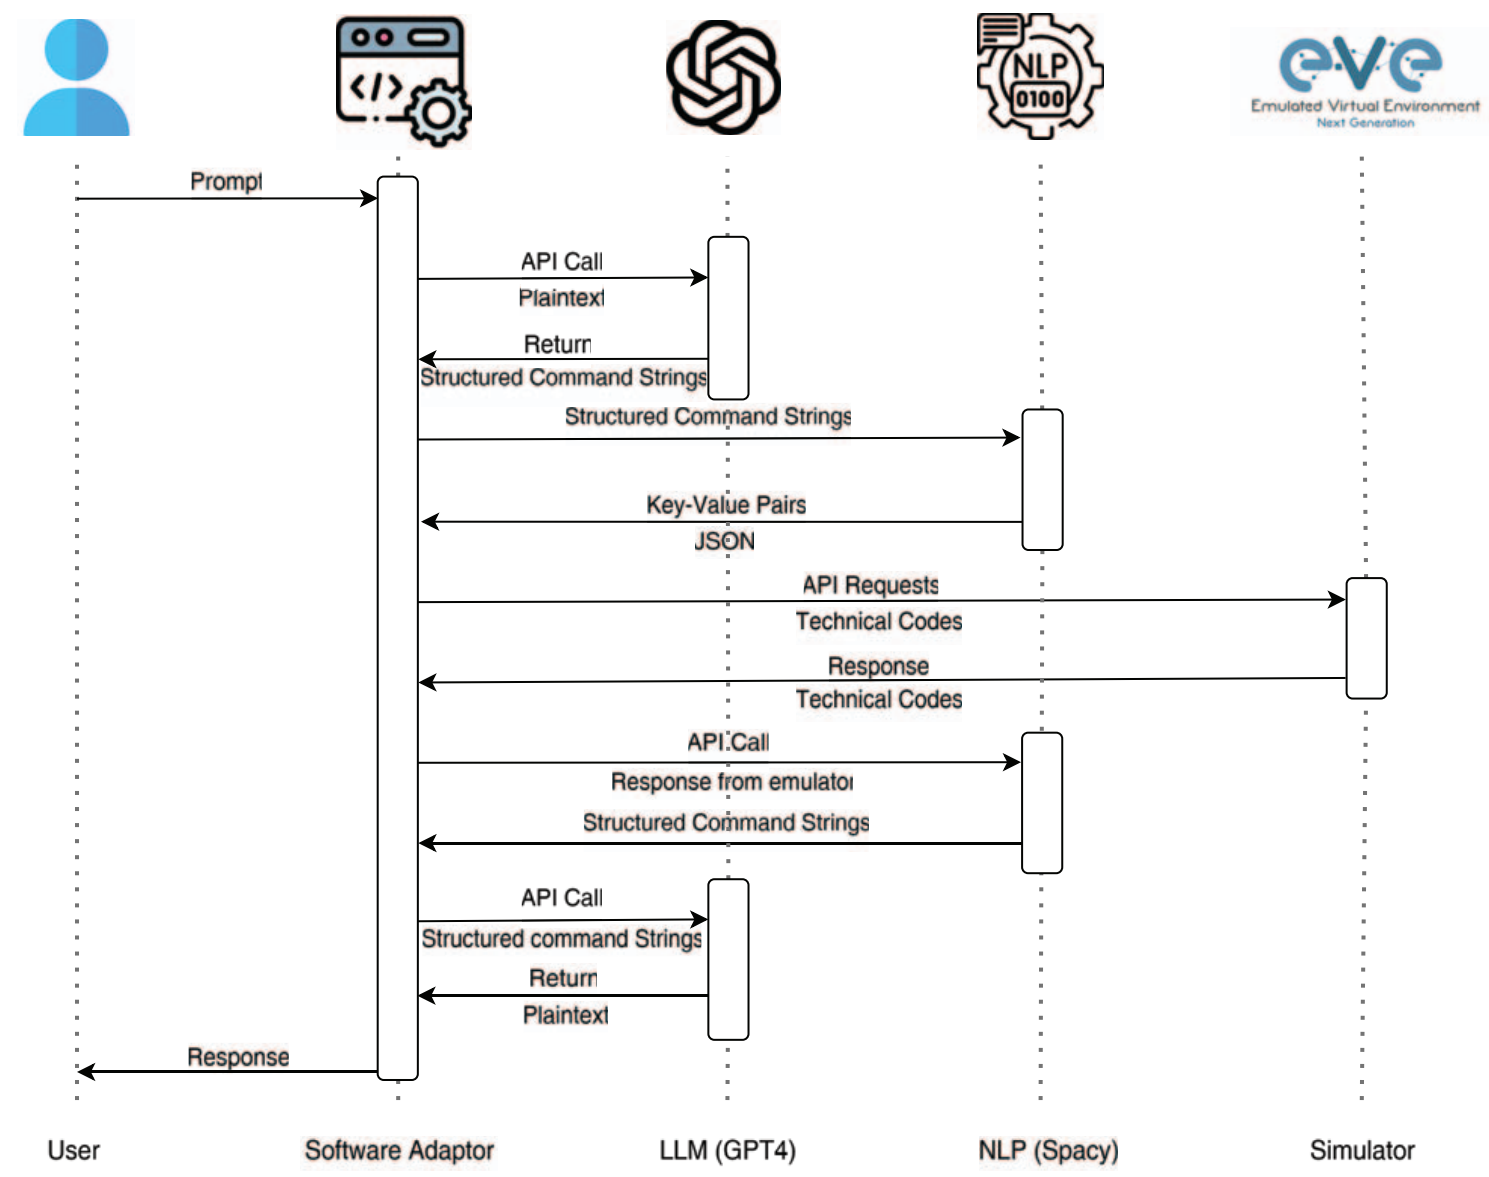 </>
NLP
0100
eve
Emulated Virtual Environment
Next Generation
Prompt
API Call
Plaintext
Return
Structured Command Strings
Structured Command Strings
Key-Value Pairs
JSON
API Requests
Technical Codes
Response
Technical Codes
API Call
Response from emulator
Structured Command Strings
API Call
Structured command Strings
Return
Plaintext
Response
User
Software Adaptor
LLM (GPT4)
NLP (Spacy)
Simulator